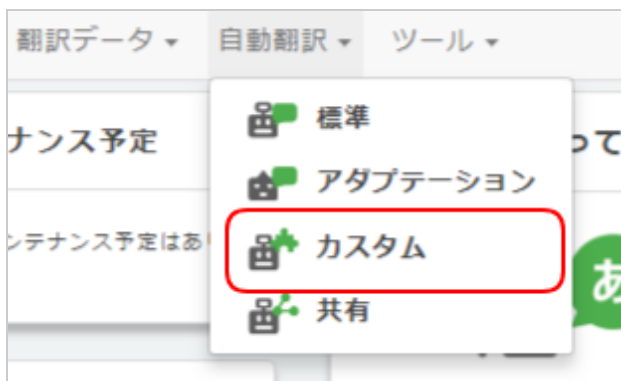 翻訳データ 自動翻訳 ツール
標準
ナンス予定
って
アダプテーション
ンテナンス予定はあ
カスタム
あ
共有